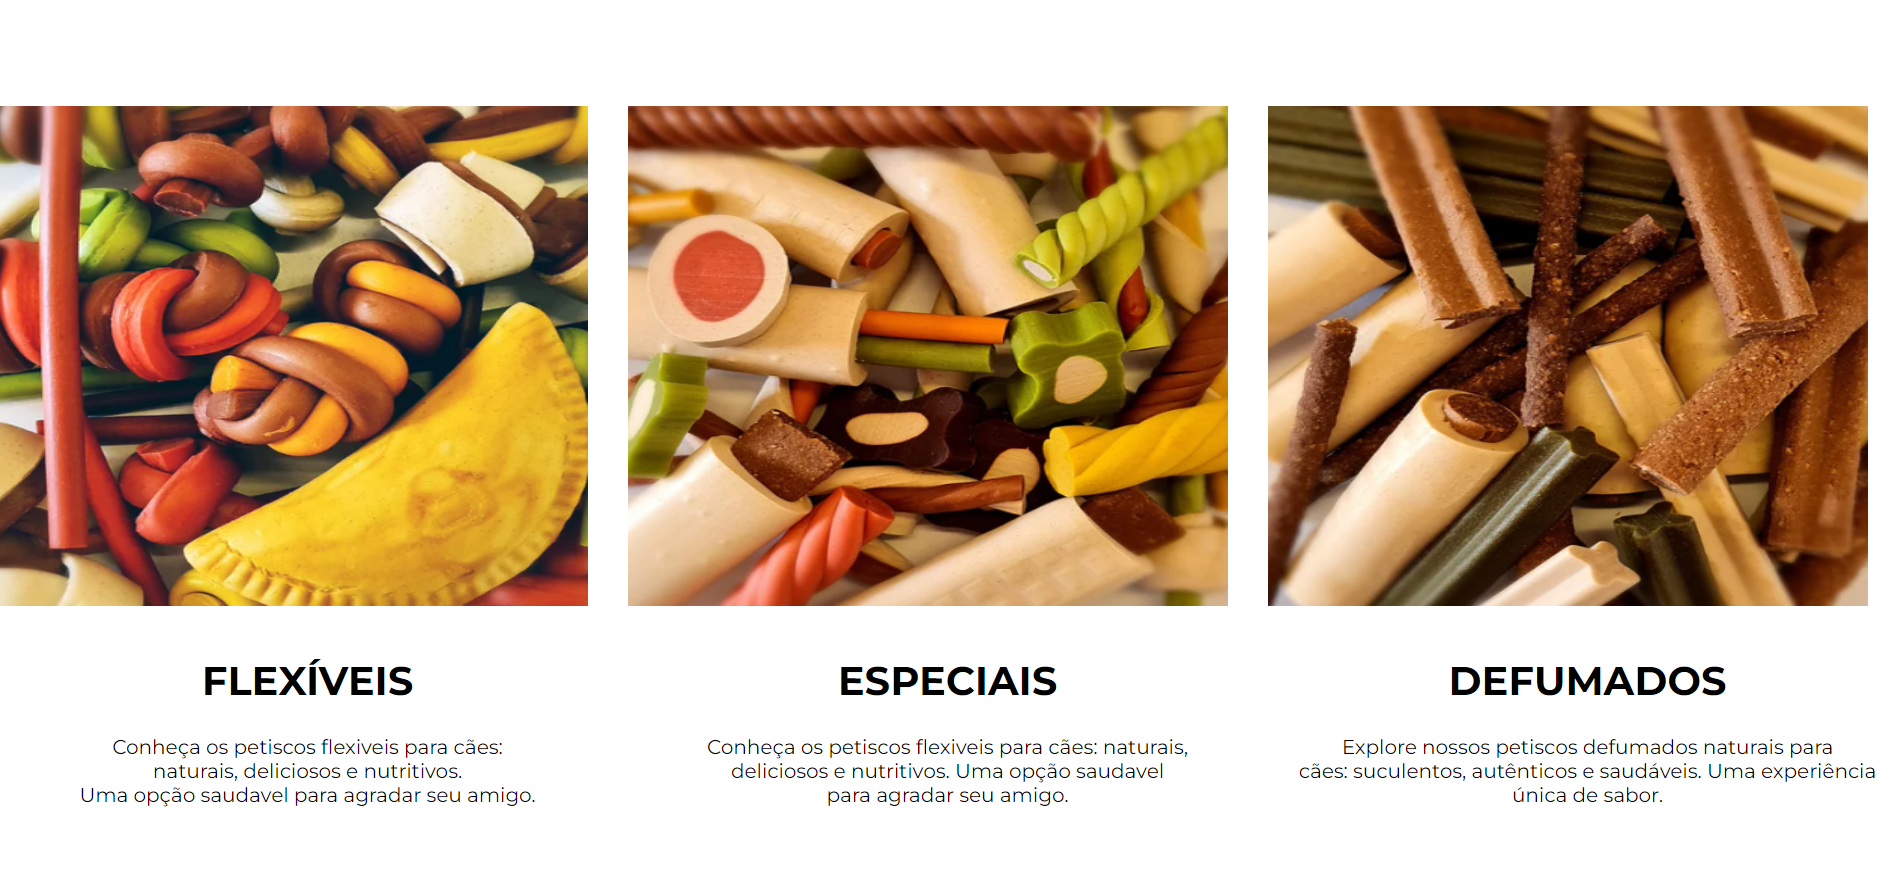 FLEXÍVEIS
Conheça os petiscos flexiveis para cães:
naturais, deliciosos e nutritivos.
Uma opção saudavel para agradar seu amigo.
ESPECIAIS
Conheça os petiscos flexiveis para cães: naturais,
deliciosos e nutritivos. Uma opção saudavel
para agradar seu amigo.
DEFUMADOS
Explore nossos petiscos defumados naturais para
cães: suculentos, autênticos e saudáveis. Uma experiência
única de sabor.